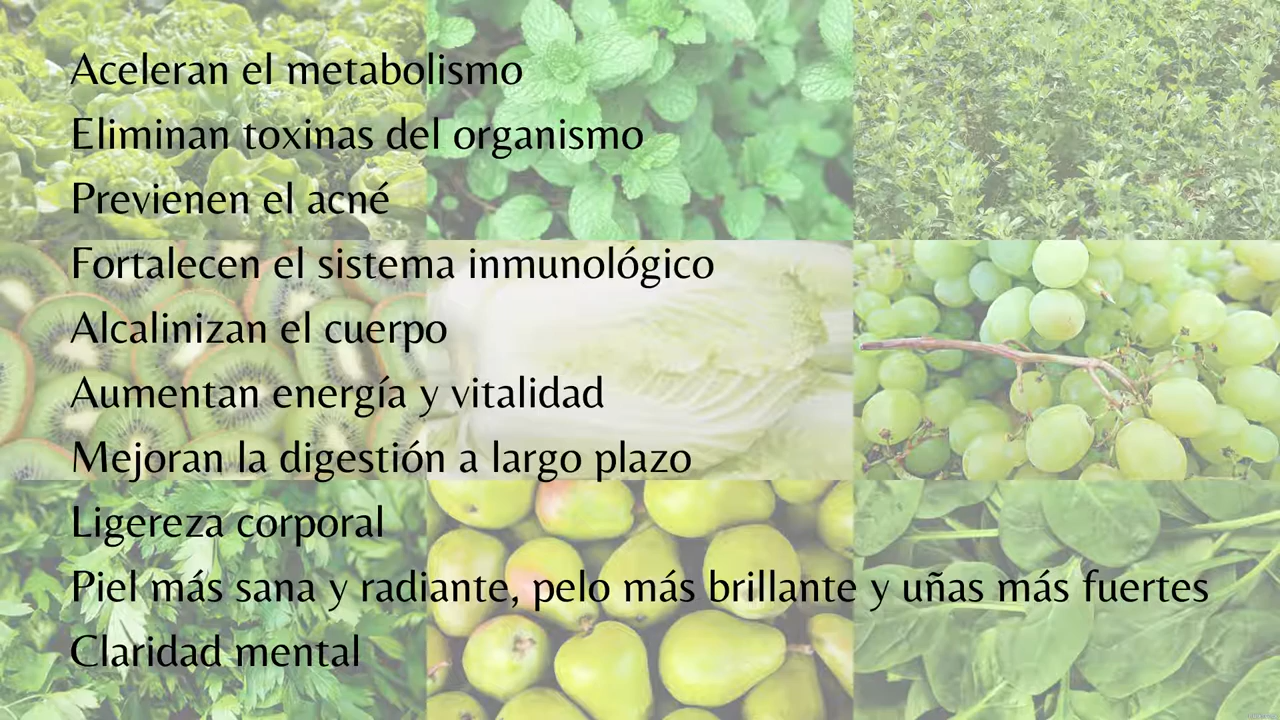 Aceleran el metabolismo
Eliminan toxinas del organismo
Previenen el acné
Fortalecen el sistema inmunológico
Alcalinizan el cuerpo
Aumentan energía y vitalidad
Mejoran la digestión a largo plazo
Ligereza corporal
Piel más sana y radiante, pelo más brillante y uñas más fuertes
Claridad mental